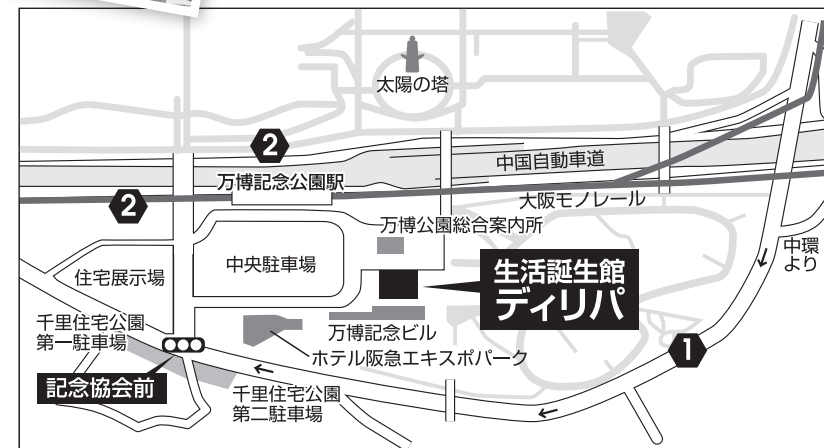 太陽の塔
2
中国自動車道
万博記念公園駅
2
大阪モノレール
万博公園総合案内所
中環
より
中央駐車場
住宅展示場
生活誕生館
ディリパ
千里住宅公園
第一駐車場
万博記念ビル
1
ホテル阪急エキスポパーク
記念協会前
千里住宅公園
第二駐車場